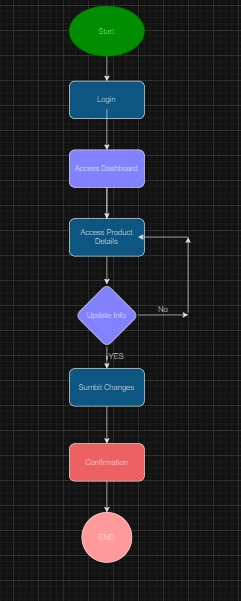 Start
Login
Access Dashboard
Access Product
Details
Update Info
No
YES
Sumbit Changes
Confirmation
END